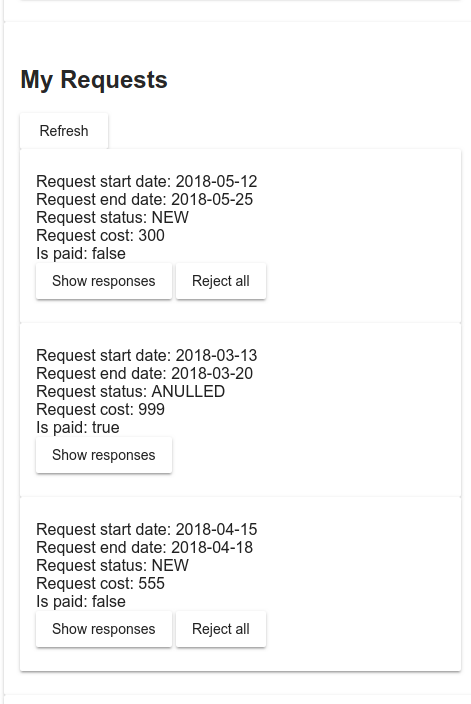 My Requests
Refresh
Request start date: 2018-05-12
Request end date: 2018-05-25
Request status: NEW
Request cost: 300
Is paid: false
Show responses Reject all
Request start date: 2018-03-13
Request end date: 2018-03-20
Request status: ANULLED
Request cost: 999
Is paid: true
Show responses
Request start date: 2018-04-15
Request end date: 2018-04-18
Request status: NEW
Request cost: 555
Is paid: false
Show responses Reject all